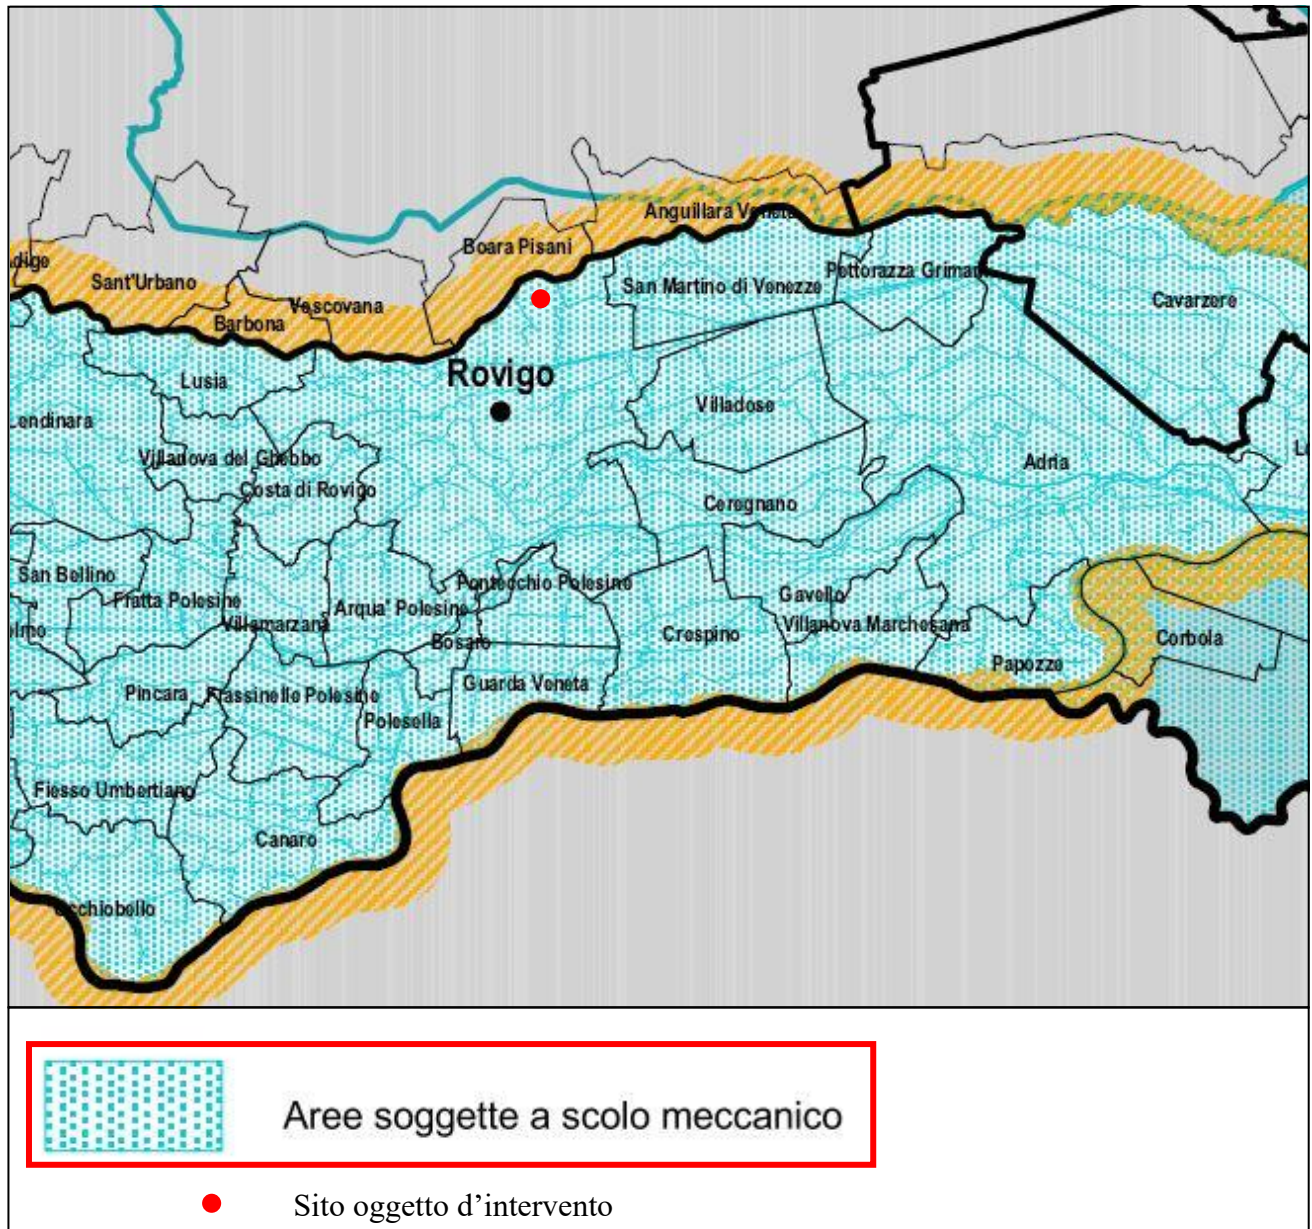 Anguillara Veneta
Boara Pisani
adige
Sant'Urbano
Vescovana
Barbona
San Martino di Venezze
Pettorazza Grimani
Cavarzere
Rovigo
Lusia
Lendinara
Villadose
Villanova del Ghebbo
Costa di Rovigo
Adria
L
Ceregnano
San Bellino
Fratta Polesine
Pontecchio Polesine
Arqua' Polesine
Gavello
elmo
Villamarzana
Bosaro
Crespino
Villanova Marchesana
Corbola
Papozze
Pincara
Frassinelle Polesine
Guarda Veneta
Polesella
Fiesso Umbertiano
Canaro
Occhiobello
Aree soggette a scolo meccanico
Sito oggetto d'intervento